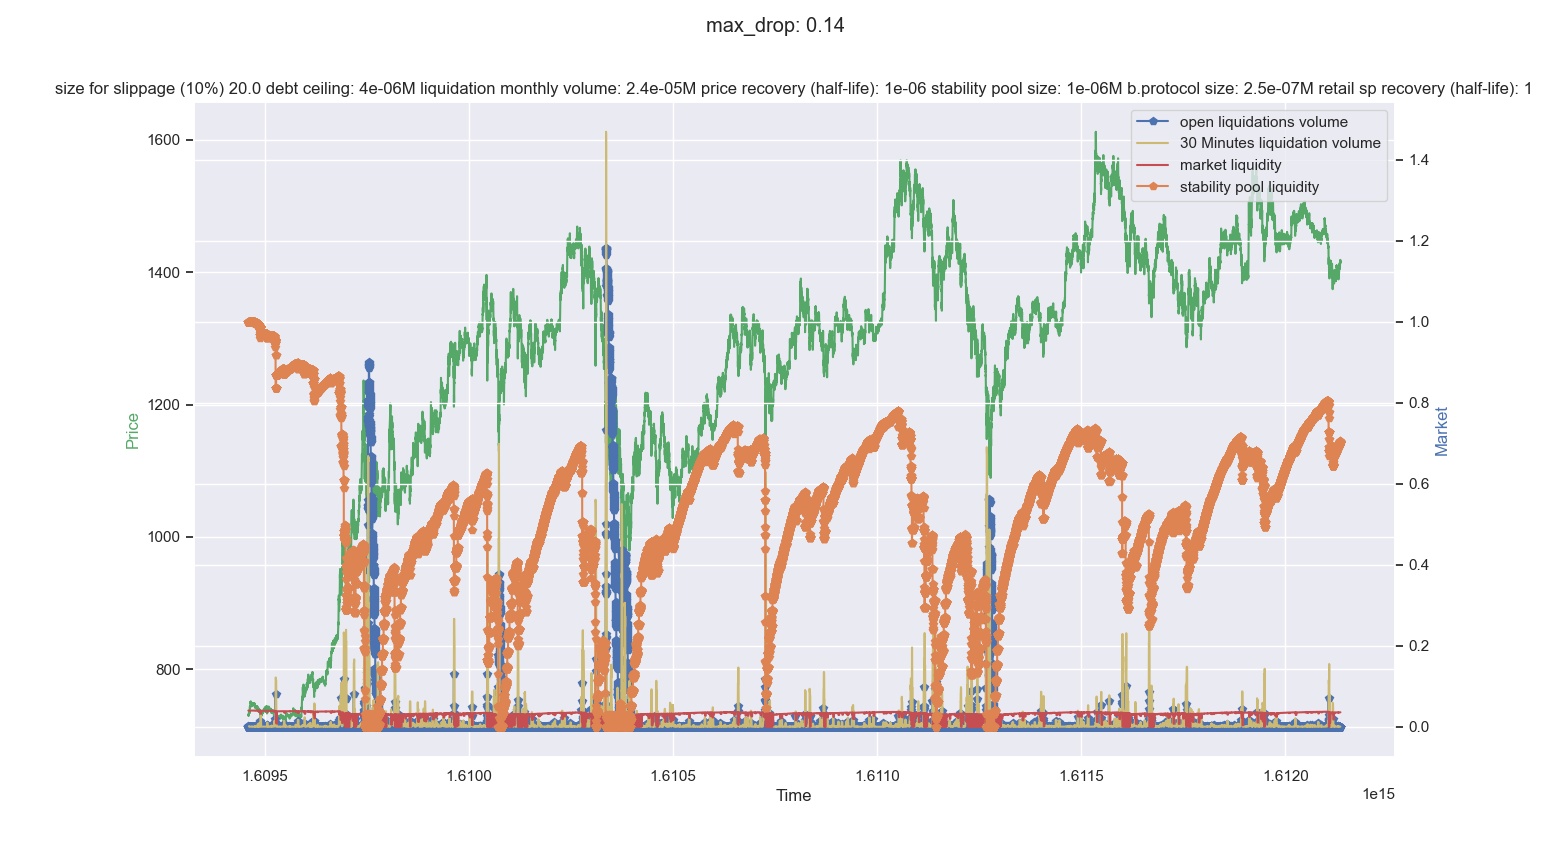 max_drop: 0.14
size for slippage (10%) 20.0 debt ceiling: 4e-06M liquidation monthly volume: 2.4e-05M price recovery (half-life): 1e-06 stability pool size: 1e-06M b.protocol size: 2.5e-07M retail sp recovery (half-life): 1
open liquidations volume
30 Minutes liquidation volume
market liquidity
stability pool liquidity
1600
1400
1200
1000
800
Price
1.4
1.2
1.0
0.8
0.6
0.4
0.2
0.0
Market
1.6095 1.6100 1.6105 1.6110 1.6115 1.6120
Time
1e15